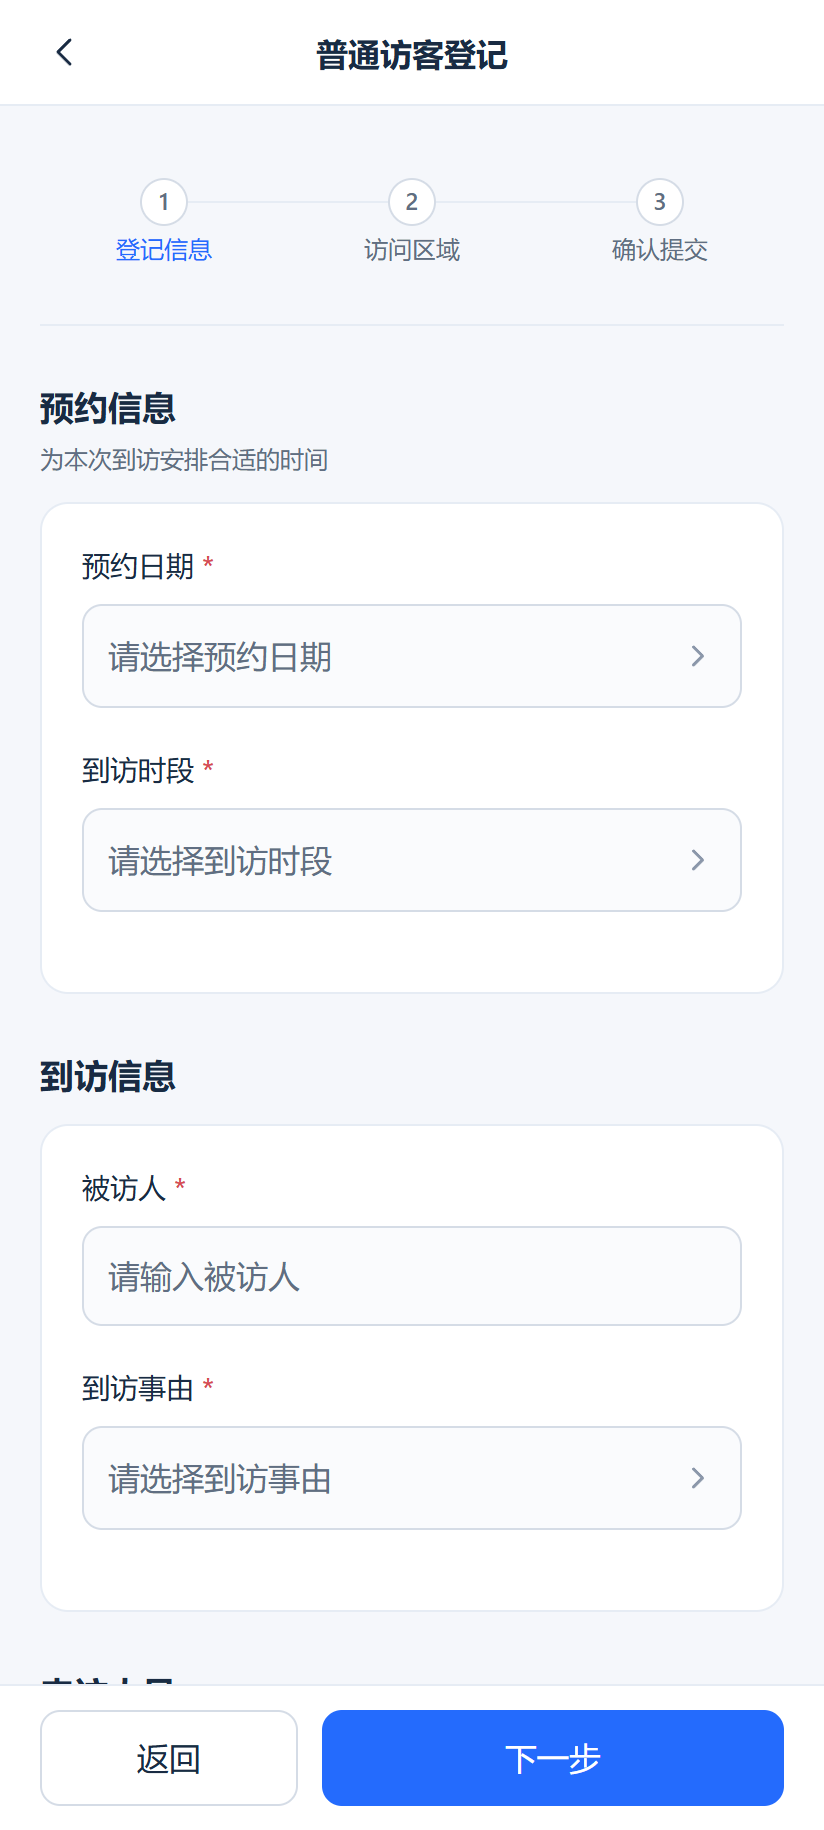 普通访客登记
1
2
3
登记信息
访问区域
确认提交
预约信息
为本次到访安排合适的时间
预约日期 *
请选择预约日期
到访时段 *
请选择到访时段
到访信息
被访人 *
请输入被访人
到访事由 *
请选择到访事由
返回
下一步